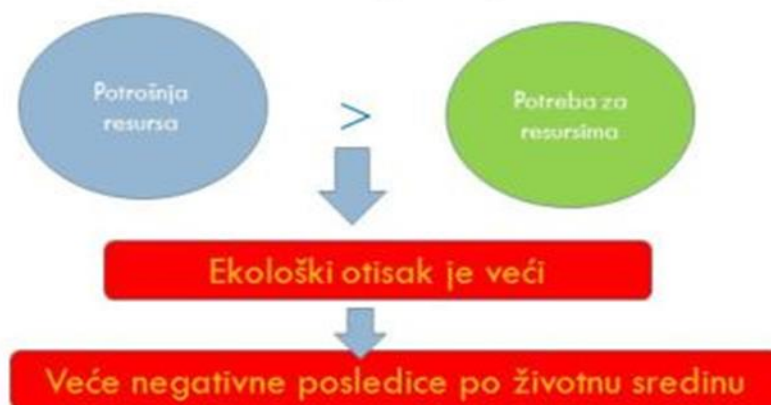 Potrošnja
resursa
>
Potreba za
resursima
Ekološki otisak je veći
Veće negativne posledice po životnu sredinu